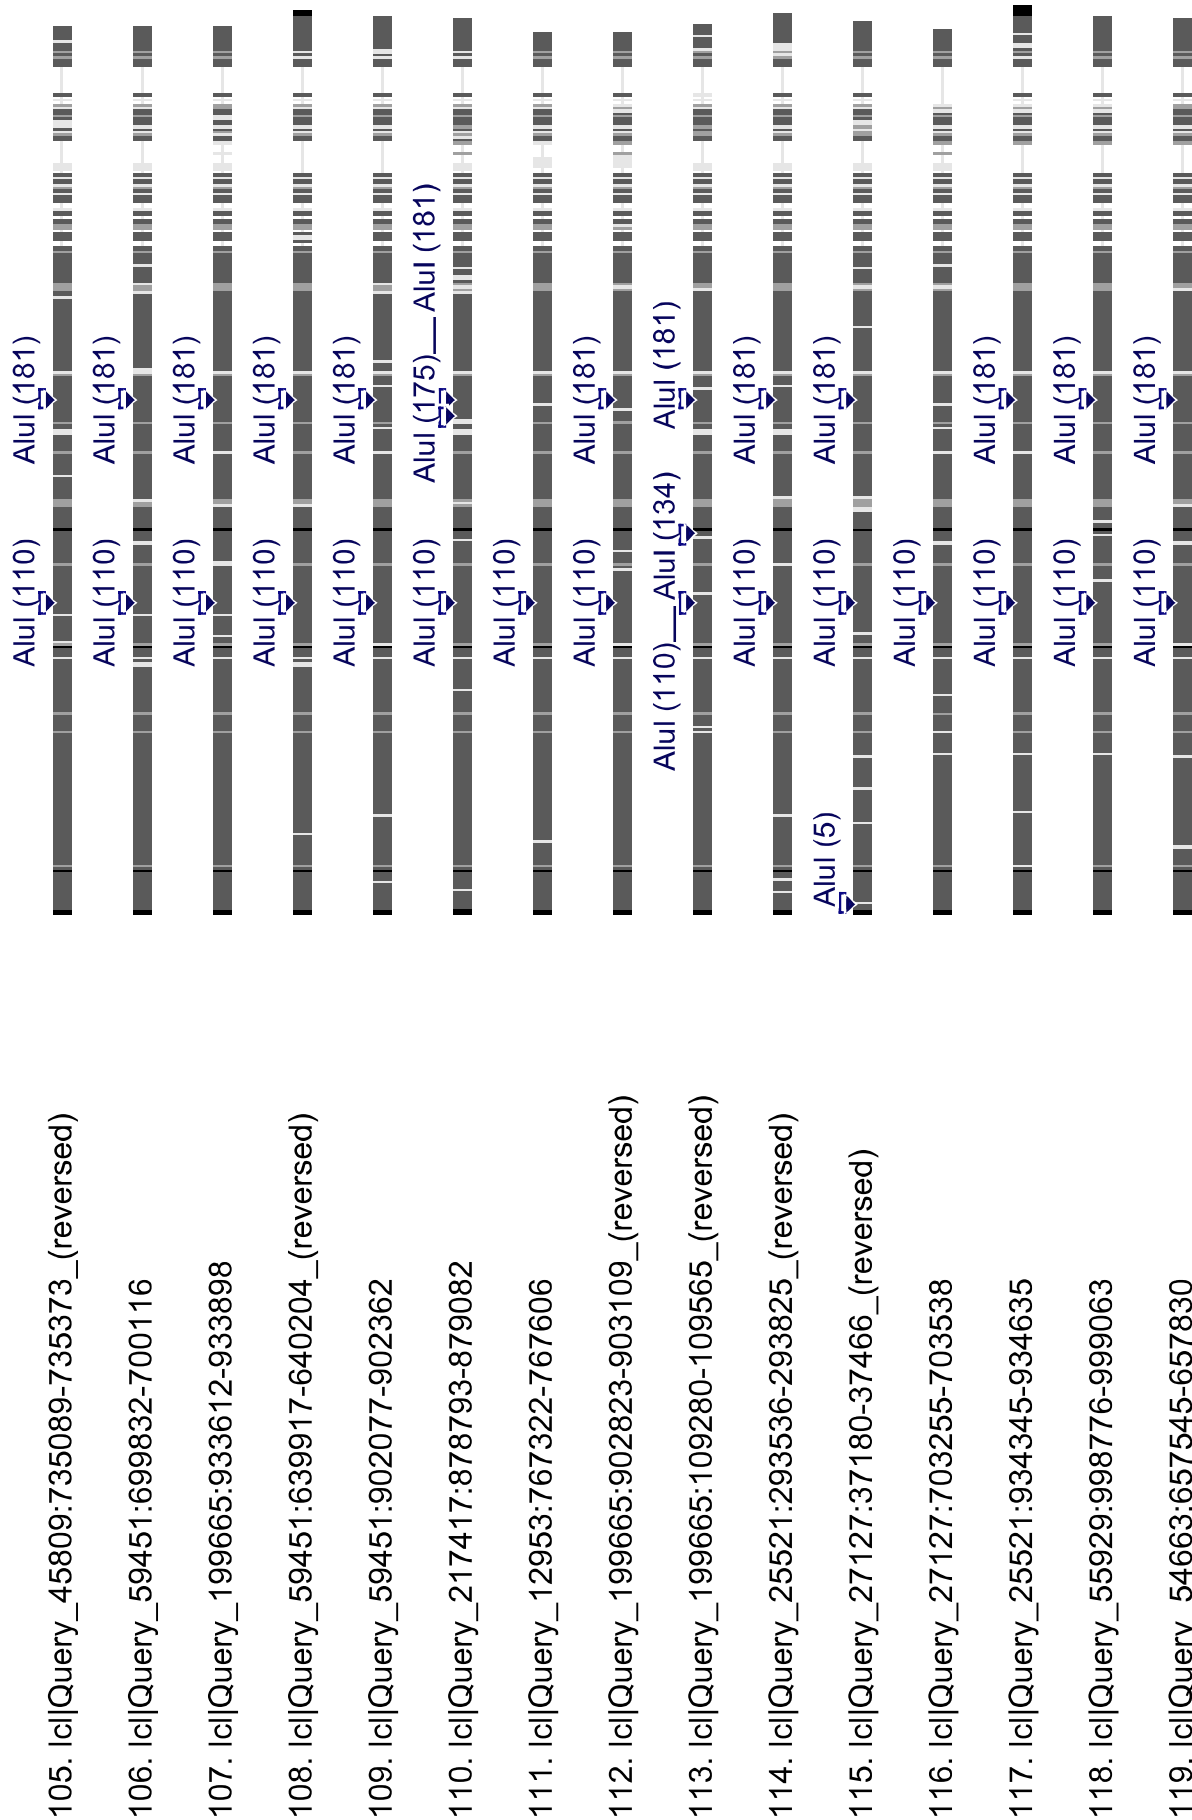 105. lcl|Query_45809:735089-735373_(reversed)
AluI (110)
AluI (181)
106. lcl|Query_59451:699832-700116
AluI (110)
AluI (181)
107. lcl|Query_199665:933612-933898
AluI (110)
AluI (181)
108. lcl|Query_59451:639917-640204_(reversed)
AluI (110)
AluI (181)
109. lcl|Query_59451:902077-902362
AluI (110)
AluI (181)
110. lcl|Query_217417:878793-879082
AluI (110)
AluI (175)__AluI (181)
111. lcl|Query_12953:767322-767606
AluI (110)
112. lcl|Query_199665:902823-903109_(reversed)
AluI (110)
AluI (181)
113. lcl|Query_199665:109280-109565_(reversed)
AluI (110)__AluI (134)
AluI (181)
114. lcl|Query_25521:293536-293825_(reversed)
AluI (110)
AluI (181)
115. lcl|Query_27127:37180-37466_(reversed)
AluI (5)
AluI (110)
AluI (181)
116. lcl|Query_27127:703255-703538
AluI (110)
117. lcl|Query_25521:934345-934635
AluI (110)
AluI (181)
118. lcl|Query_55929:998776-999063
AluI (110)
AluI (181)
119. lcl|Query_54663:657545-657830
AluI (110)
AluI (181)